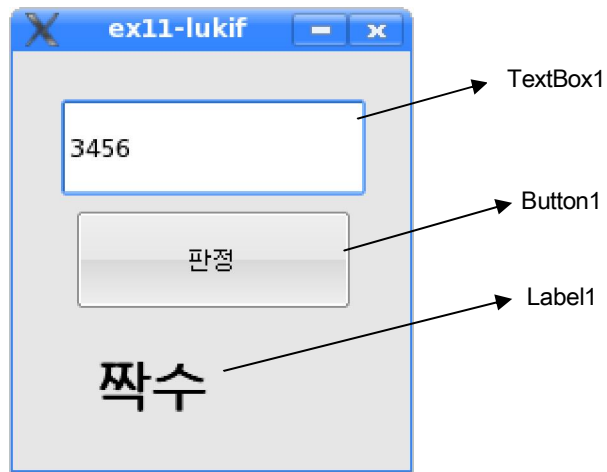 ex11-lukif
TextBox1
3456
Button1
판정
Label1
짝수